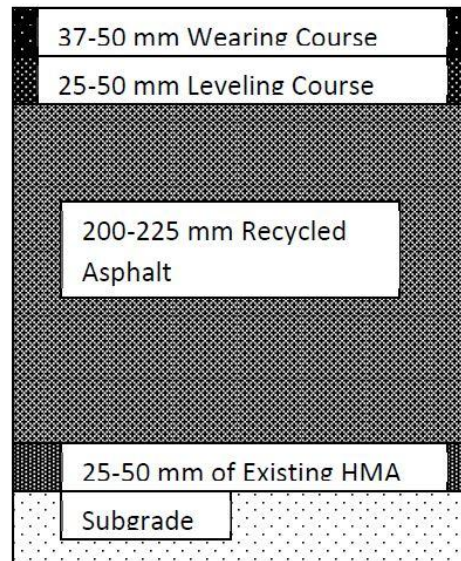 37-50 mm Wearing Course
25-50 mm Leveling Course
200-225 mm Recycled
Asphalt
25-50 mm of Existing HMA
Subgrade